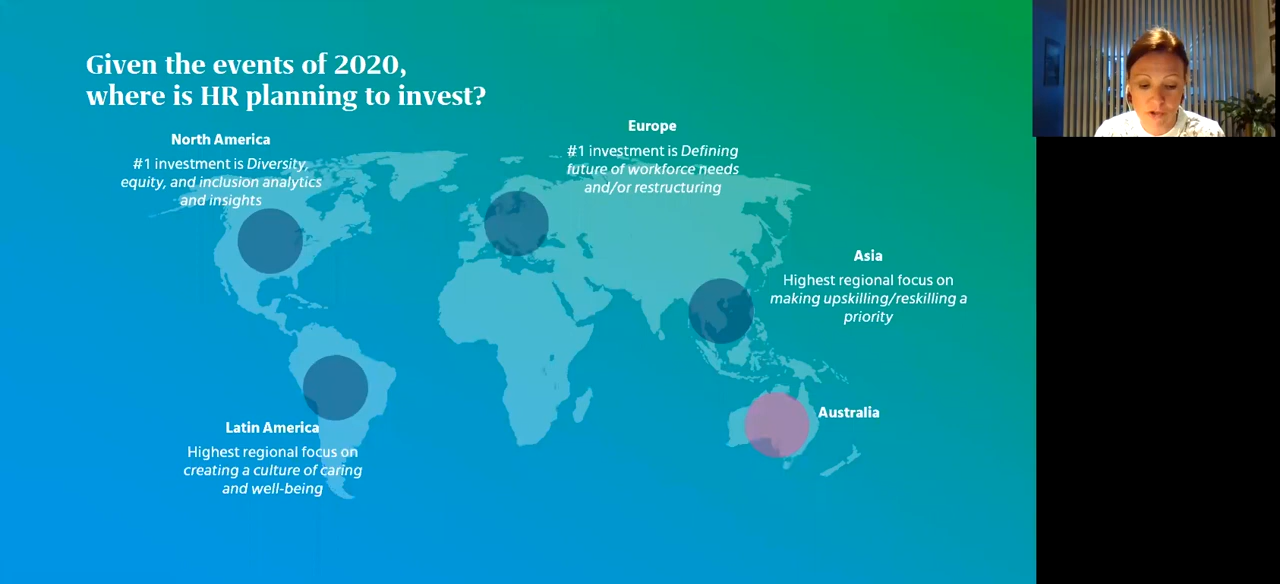 Given the events of 2020,
where is HR planning to invest?
North America
#1 investment is Diversity,
equity, and inclusion analytics
and insights
Europe
#1 investment is Defining
future of workforce needs
and/or restructuring
Asia
Highest regional focus on
making upskilling/reskilling a
priority
Australia
Latin America
Highest regional focus on
creating a culture of caring
and well-being